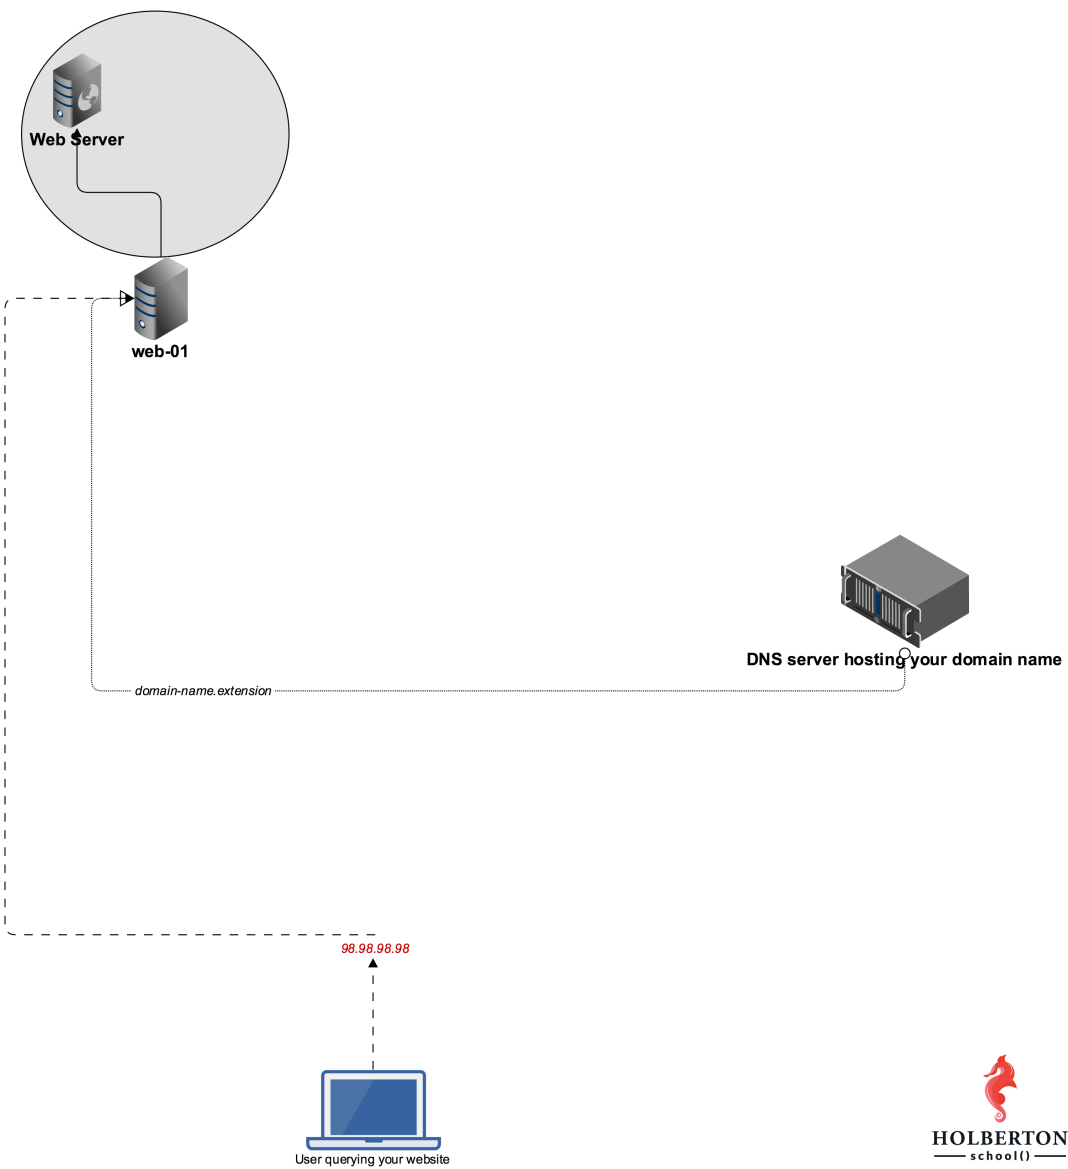 Web Server
web-01
DNS server hosting your domain name
domain-name.extension
98.98.98.98
User querying your website
HOLBERTON
school()